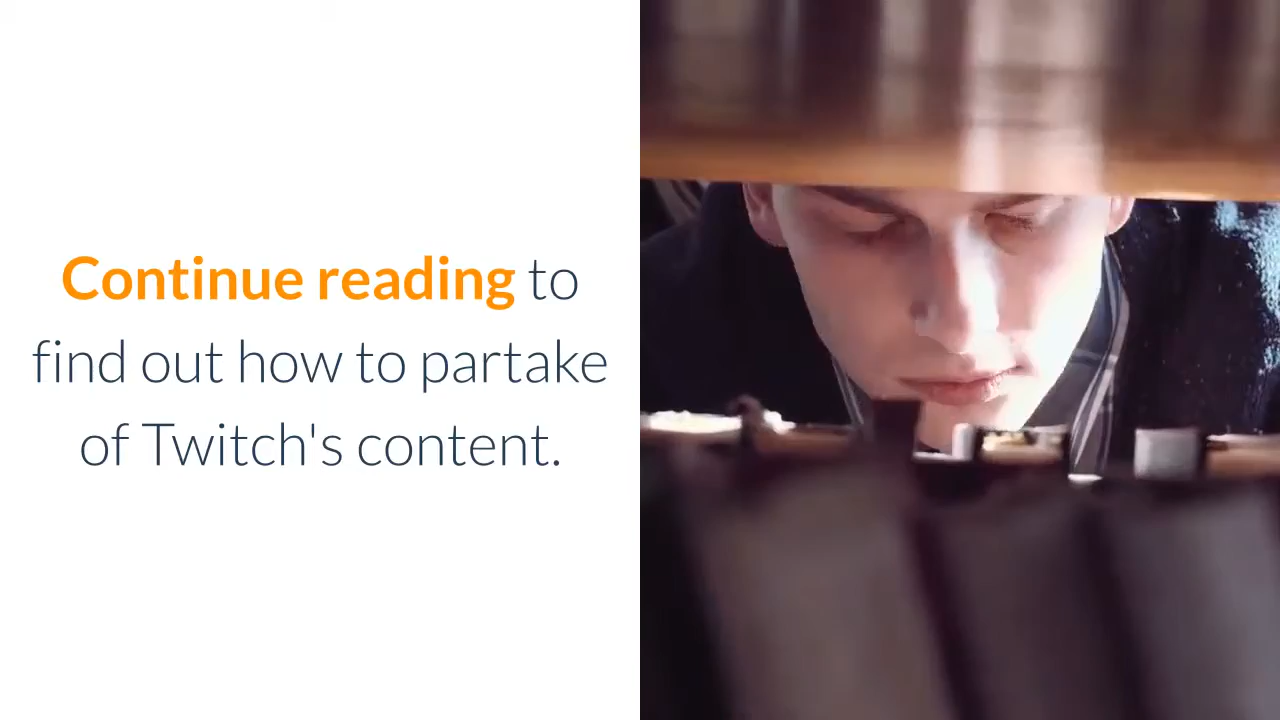 Continue reading to
find out how to partake
of Twitch's content.